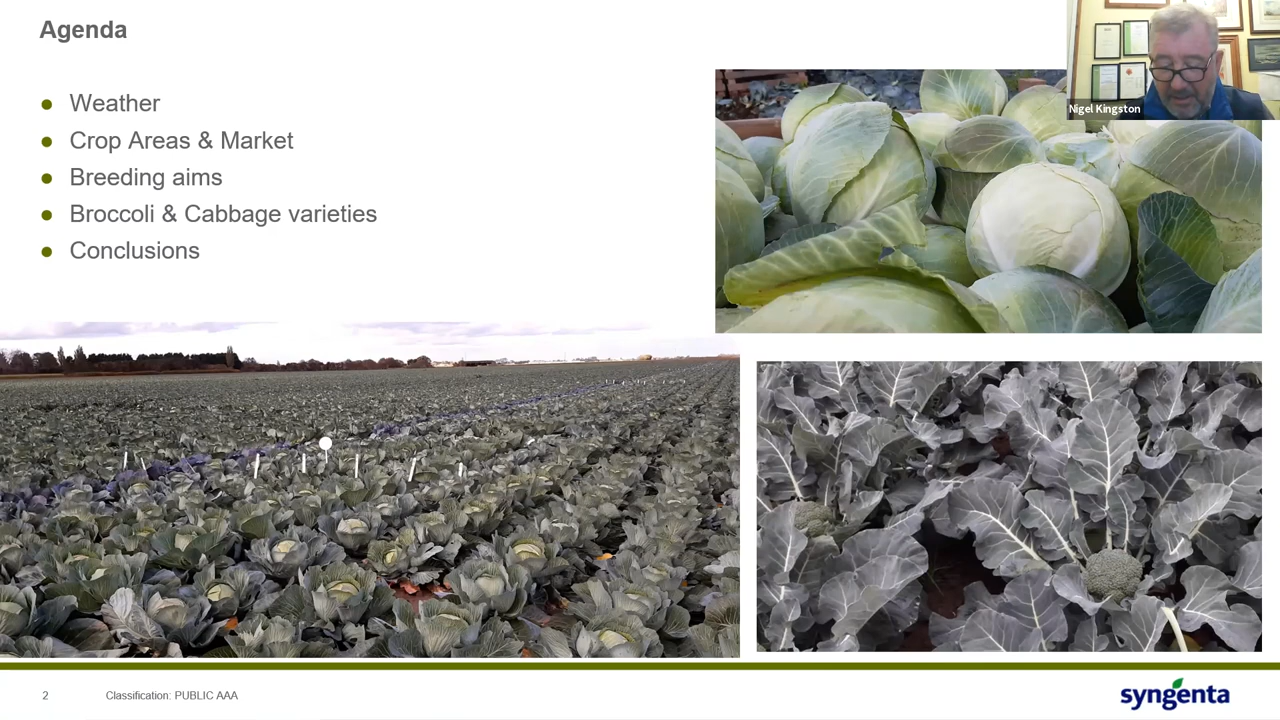 Agenda
Weather
Crop Areas & Market
Breeding aims
Broccoli & Cabbage varieties
Conclusions
Nigel Kingston
2
Classification: PUBLIC AAA
syngenta